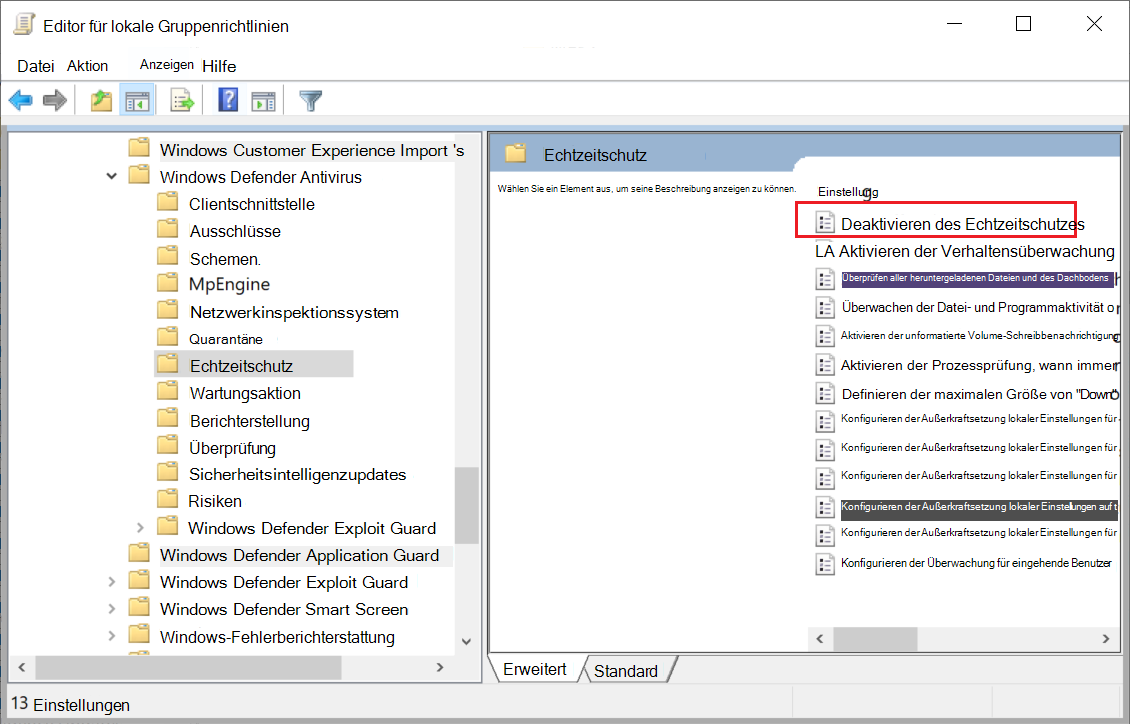 Editor für lokale Gruppenrichtlinien
Datei Aktion Anzeigen Hilfe
Windows Customer Experience Import 's
Windows Defender Antivirus
Clientschnittstelle
Ausschlüsse
Schemen.
MpEngine
Netzwerkinspektionssystem
Quarantäne
Echtzeitschutz
Wartungsaktion
Berichterstellung
Überprüfung
Sicherheitsintelligenzupdates
Risiken
Windows Defender Exploit Guard
Windows Defender Application Guard
Windows Defender Exploit Guard
Windows Defender Smart Screen
Windows-Fehlerberichterstattung
Echtzeitschutz
Wählen Sie ein Element aus, um seine Beschreibung anzeigen zu können.
Einstellung
Deaktivieren des Echtzeitschutzes
LA Aktivieren der Verhaltensüberwachung
Überprüfen aller heruntergeladenen Dateien und des Dachbodens
Überwachen der Datei- und Programmaktivität o
Aktivieren der unformatierte Volume-Schreibbenachrichtigung
Aktivieren der Prozessprüfung, wann immer
Definieren der maximalen Größe von "Down"
Konfigurieren der Außerkraftsetzung lokaler Einstellungen für
Konfigurieren der Außerkraftsetzung lokaler Einstellungen für
Konfigurieren der Außerkraftsetzung lokaler Einstellungen für
Konfigurieren der Außerkraftsetzung lokaler Einstellungen auf t
Konfigurieren der Außerkraftsetzung lokaler Einstellungen für
Konfigurieren der Überwachung für eingehende Benutzer
Erweitert Standard
13 Einstellungen